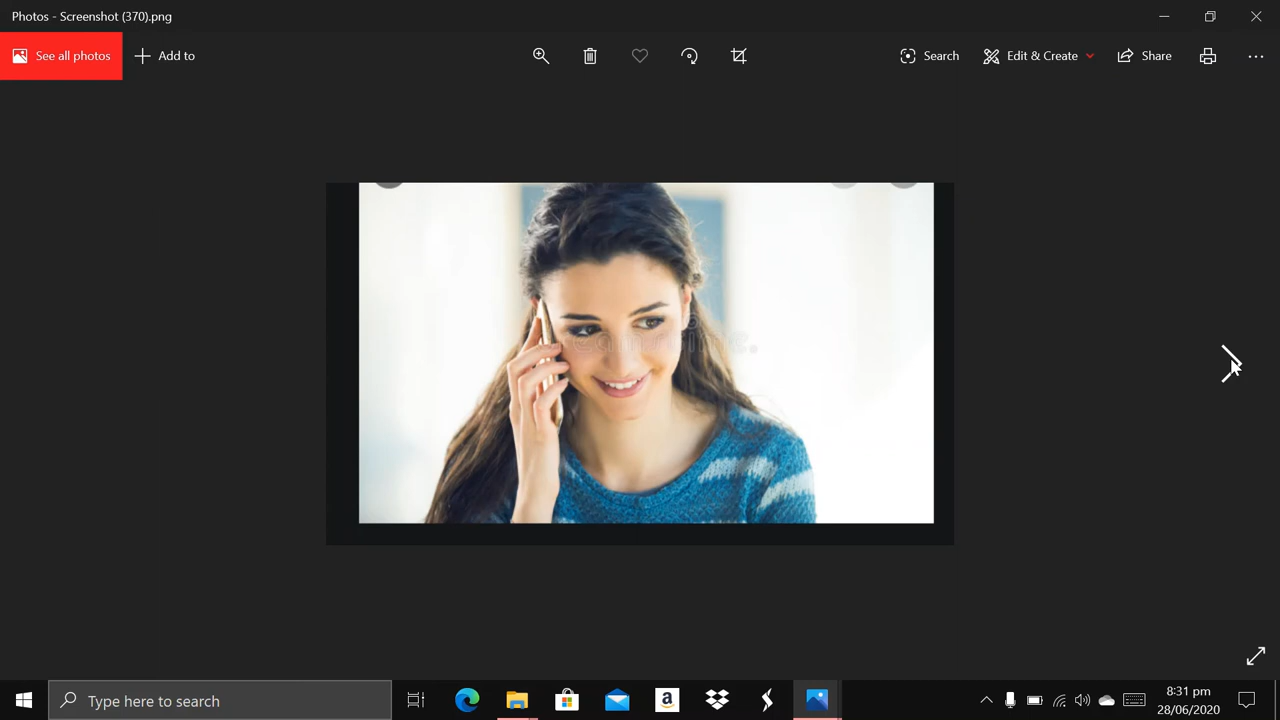 Photos - Screenshot (370).png
See all photos
Add to
Search
Edit & Create
Share
Type here to search
a
8:31 pm
28/06/2020